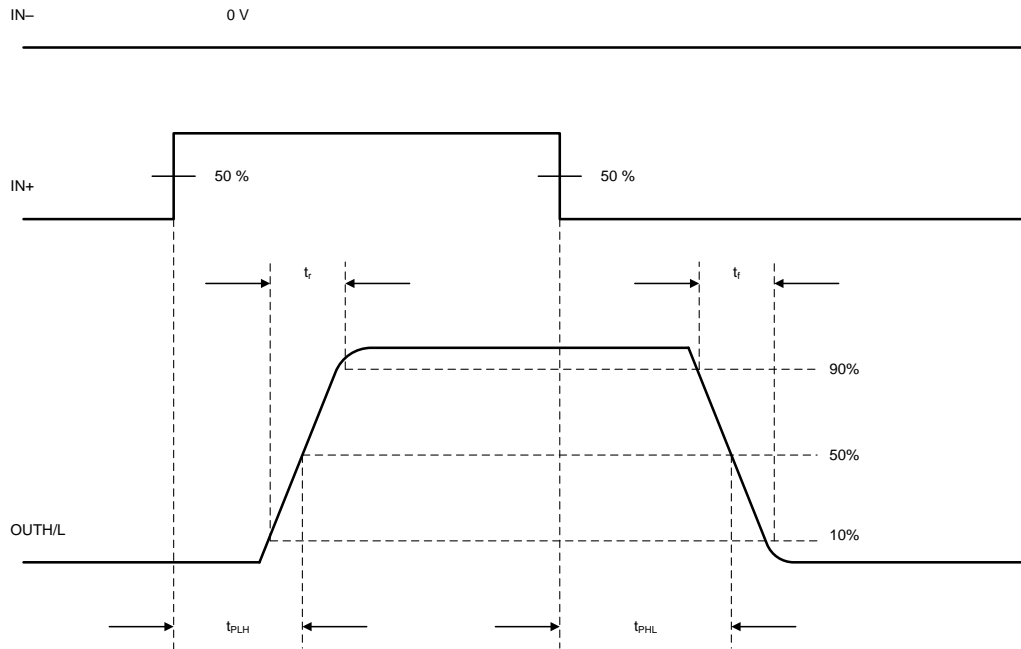 IN– 0 V
IN+ 50 % 50 %
tr tf
90%
50%
OUTH/L 10%
tPLH tPHL